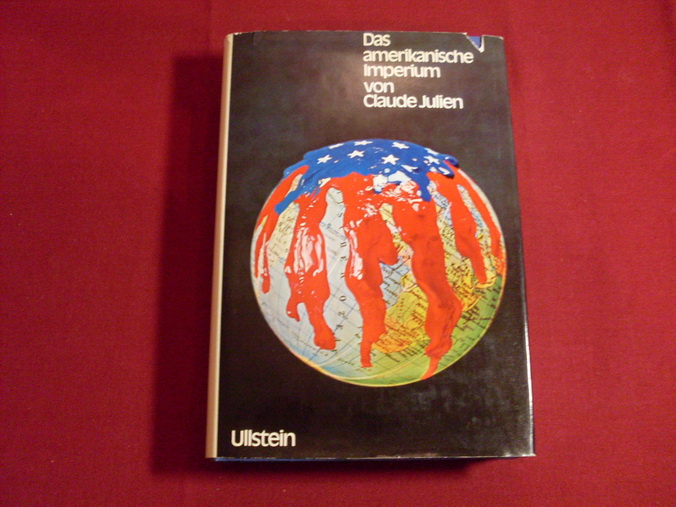 Das
amerikanische
Imperium
von
Claude Julien
Ullstein